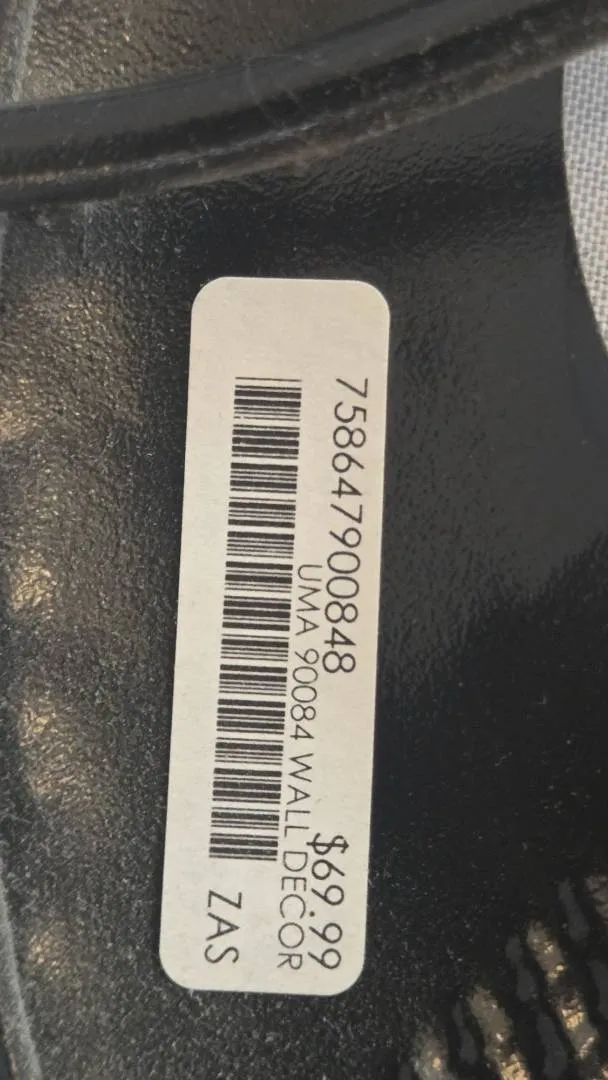 758647900848 $69.99
UMA 90084 WALL DECOR
ZAS